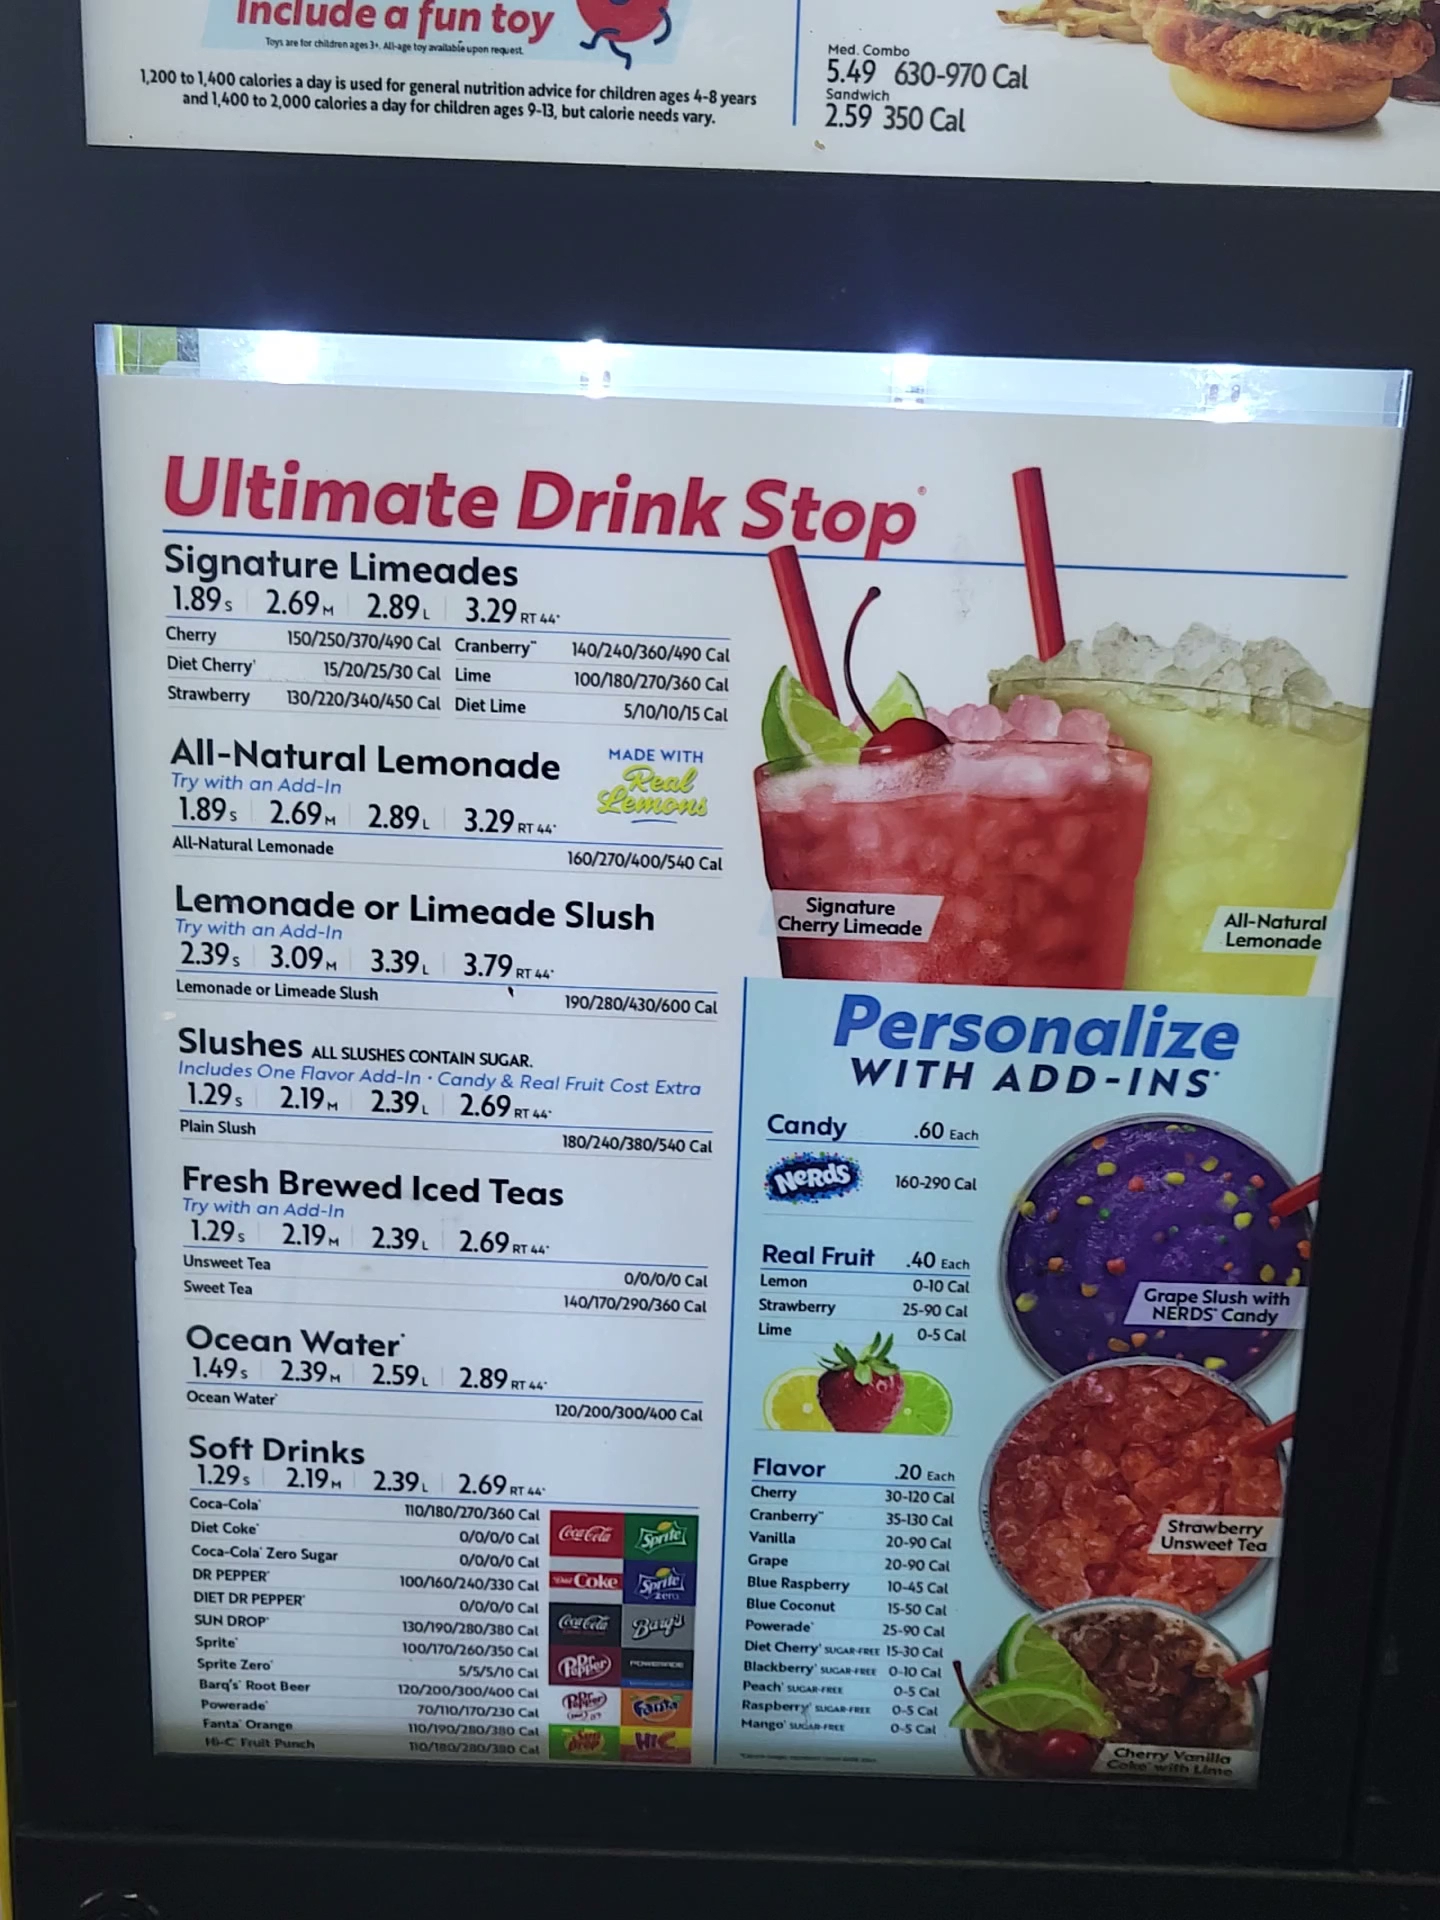 Include a fun toy
Toys are for children ages 3+. All-age toy available upon request.
1,200 to 1,400 calories a day is used for general nutrition advice for children ages 4-8 years
and 1,400 to 2,000 calories a day for children ages 9-13, but calorie needs vary.
Med. Combo
5.49 630-970 Cal
Sandwich
2.59 350 Cal
Ultimate Drink Stop®
Signature Limeades
1.89 S 2.69 M 2.89 L 3.29 RT 44®
Cherry 150/250/370/490 Cal
Diet Cherry† 15/20/25/30 Cal
Strawberry 130/220/340/450 Cal
Cranberry™ 140/240/360/490 Cal
Lime 100/180/270/360 Cal
Diet Lime 5/10/10/15 Cal
All-Natural Lemonade
Try with an Add-In
MADE WITH
Real
Lemons
1.89 S 2.69 M 2.89 L 3.29 RT 44®
All-Natural Lemonade 160/270/400/540 Cal
Lemonade or Limeade Slush
Try with an Add-In
2.39 S 3.09 M 3.39 L 3.79 RT 44®
Lemonade or Limeade Slush 190/280/430/600 Cal
Slushes ALL SLUSHES CONTAIN SUGAR.
Includes One Flavor Add-In · Candy & Real Fruit Cost Extra
1.29 S 2.19 M 2.39 L 2.69 RT 44®
Plain Slush 180/240/380/540 Cal
Fresh Brewed Iced Teas
Try with an Add-In
1.29 S 2.19 M 2.39 L 2.69 RT 44®
Unsweet Tea 0/0/0/0 Cal
Sweet Tea 140/170/290/360 Cal
Ocean Water®
1.49 S 2.39 M 2.59 L 2.89 RT 44®
Ocean Water® 120/200/300/400 Cal
Soft Drinks
1.29 S 2.19 M 2.39 L 2.69 RT 44®
Coca-Cola® 110/180/270/360 Cal
Diet Coke® 0/0/0/0 Cal
Coca-Cola® Zero Sugar 0/0/0/0 Cal
DR PEPPER® 100/160/240/330 Cal
DIET DR PEPPER® 0/0/0/0 Cal
SUN DROP® 130/190/280/380 Cal
Sprite® 100/170/260/350 Cal
Sprite Zero® 5/5/5/10 Cal
Barq's® Root Beer 120/200/300/400 Cal
Powerade® 70/110/170/230 Cal
Fanta® Orange 110/190/280/380 Cal
Hi-C® Fruit Punch 110/180/280/380 Cal
Coca-Cola Sprite
Diet Coke Sprite zero
Coca-Cola Barq's
Dr Pepper POWERADE
Dr Pepper Fanta
Sun drop HI-C
Signature
Cherry Limeade
All-Natural
Lemonade
Personalize
WITH ADD-INS*
Candy .60 Each
NeRdS 160-290 Cal
Real Fruit .40 Each
Lemon 0-10 Cal
Strawberry 25-90 Cal
Lime 0-5 Cal
Flavor .20 Each
Cherry 30-120 Cal
Cranberry™ 35-130 Cal
Vanilla 20-90 Cal
Grape 20-90 Cal
Blue Raspberry 10-45 Cal
Blue Coconut 15-50 Cal
Powerade® 25-90 Cal
Diet Cherry† SUGAR-FREE 15-30 Cal
Blackberry† SUGAR-FREE 0-10 Cal
Peach† SUGAR-FREE 0-5 Cal
Raspberry† SUGAR-FREE 0-5 Cal
Mango† SUGAR-FREE 0-5 Cal
Grape Slush with
NERDS® Candy
Strawberry
Unsweet Tea
Cherry Vanilla
Coke® with Lime